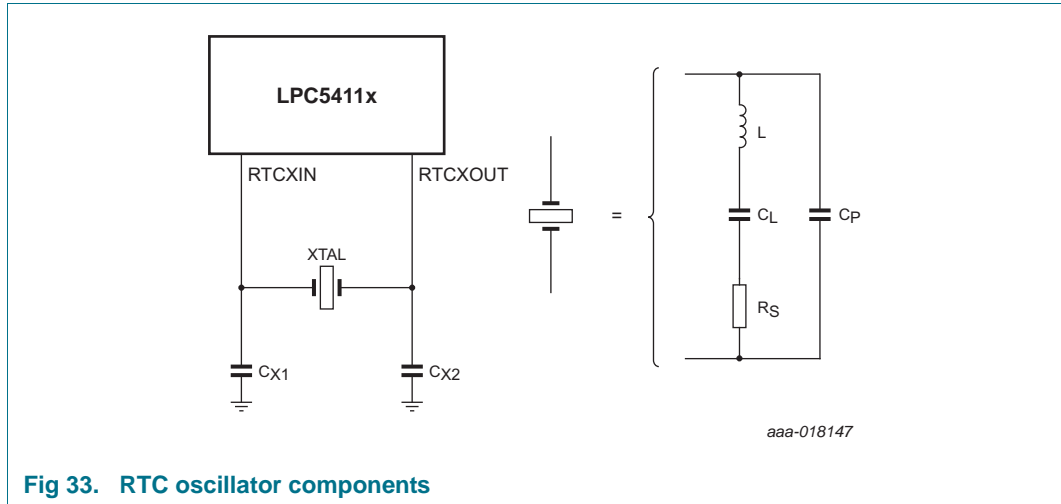 LPC5411x
RTCXIN
RTCXOUT
XTAL
=
L
CL
CP
RS
CX1
CX2
aaa-018147
Fig 33. RTC oscillator components